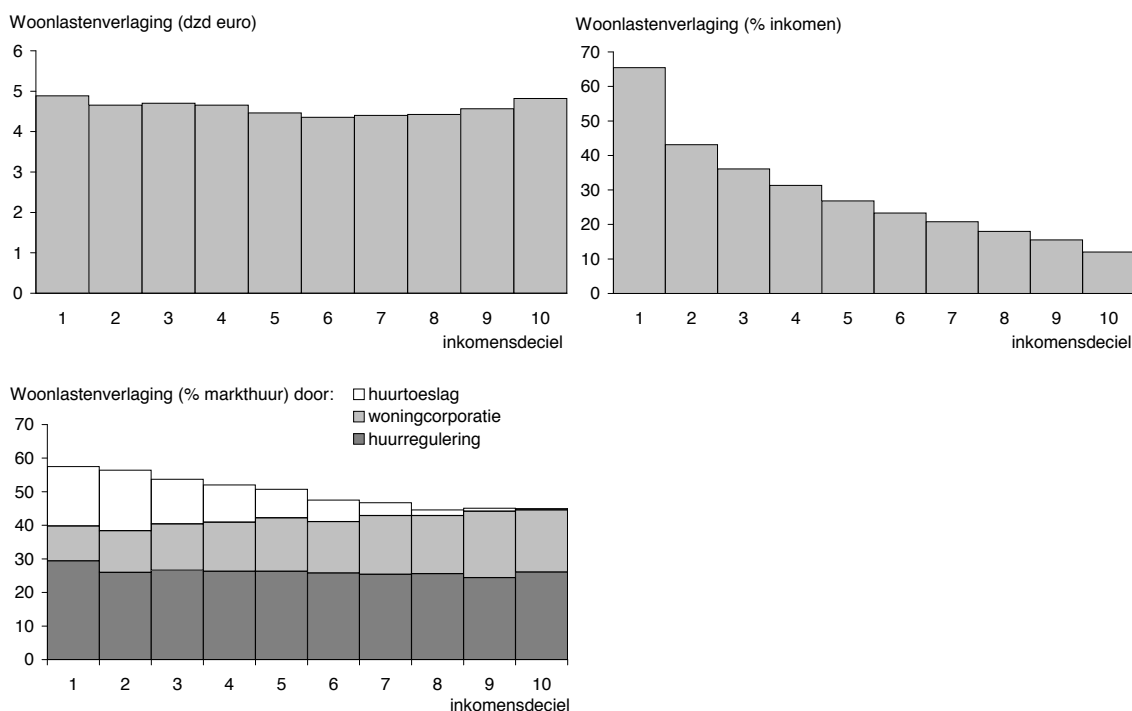 Woonlastenverlaging (dzd euro)
6
5
4
3
2
1
0
1 2 3 4 5 6 7 8 9 10
inkomensdeciel
Woonlastenverlaging (% inkomen)
70
60
50
40
30
20
10
0
1 2 3 4 5 6 7 8 9 10
inkomensdeciel
Woonlastenverlaging (% markthuur) door:
huurtoeslag
woningcorporatie
huurregulering
70
60
50
40
30
20
10
0
1 2 3 4 5 6 7 8 9 10
inkomensdeciel